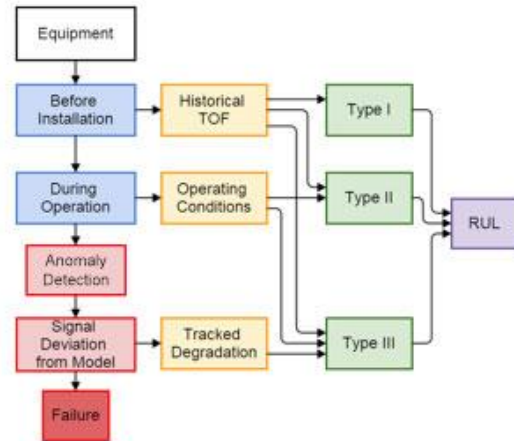 Equipment
Before
Installation
Historical
TOF
Type I
During
Operation
Operating
Conditions
Type II
RUL
Anomaly
Detection
Signal
Deviation
from Model
Tracked
Degradation
Type III
Failure